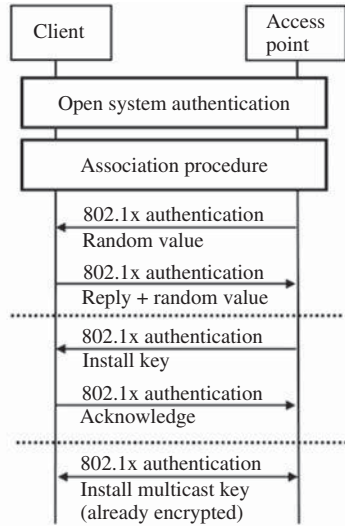 Client
Access
point
Open system authentication
Association procedure
802.1x authentication
Random value
802.1x authentication
Reply + random value
802.1x authentication
Install key
802.1x authentication
Acknowledge
802.1x authentication
Install multicast key
(already encrypted)